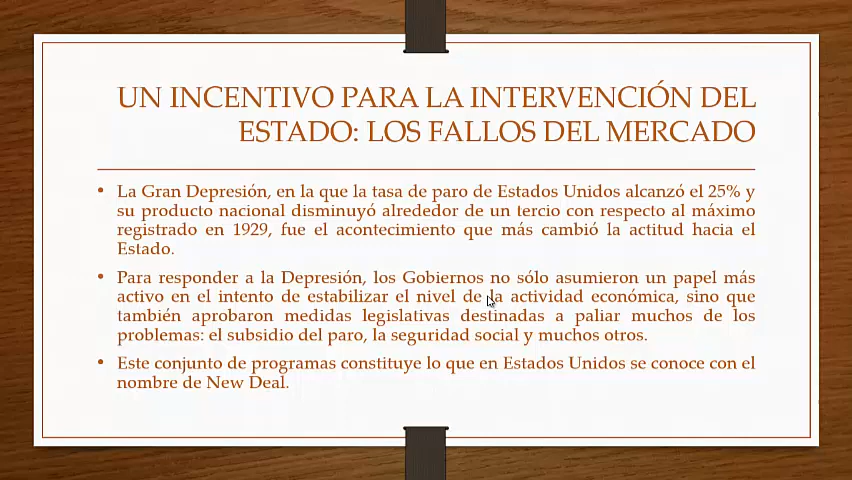 UN INCENTIVO PARA LA INTERVENCIÓN DEL
ESTADO: LOS FALLOS DEL MERCADO
• La Gran Depresión, en la que la tasa de paro de Estados Unidos alcanzó el 25% y
su producto nacional disminuyó alrededor de un tercio con respecto al máximo
registrado en 1929, fue el acontecimiento que más cambió la actitud hacia el
Estado.
• Para responder a la Depresión, los Gobiernos no sólo asumieron un papel más
activo en el intento de estabilizar el nivel de la actividad económica, sino que
también aprobaron medidas legislativas destinadas a paliar muchos de los
problemas: el subsidio del paro, la seguridad social y muchos otros.
• Este conjunto de programas constituye lo que en Estados Unidos se conoce con el
nombre de New Deal.